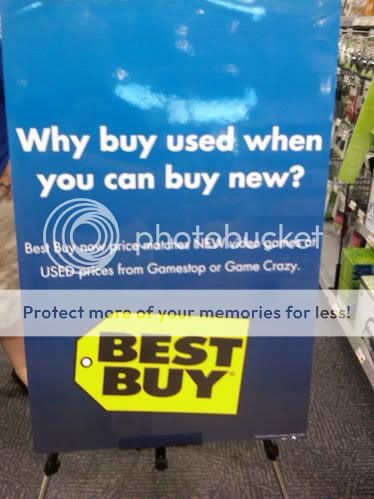 Why buy used when
you can buy new?
photobucket
Best Buy now price matches NEW video games at
USED prices from Gamestop or Game Crazy.
Protect more of your memories for less!
BEST
BUY